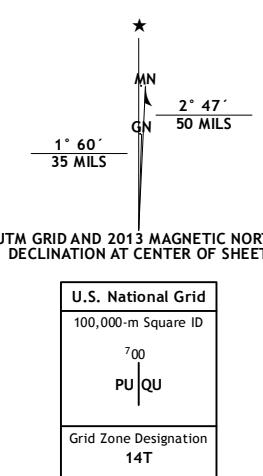 ★
MN
GN
2° 47´
50 MILS
1° 60´
35 MILS
UTM GRID AND 2013 MAGNETIC NORT
DECLINATION AT CENTER OF SHEET
U.S. National Grid
100,000-m Square ID
⁷00
PU QU
Grid Zone Designation
14T